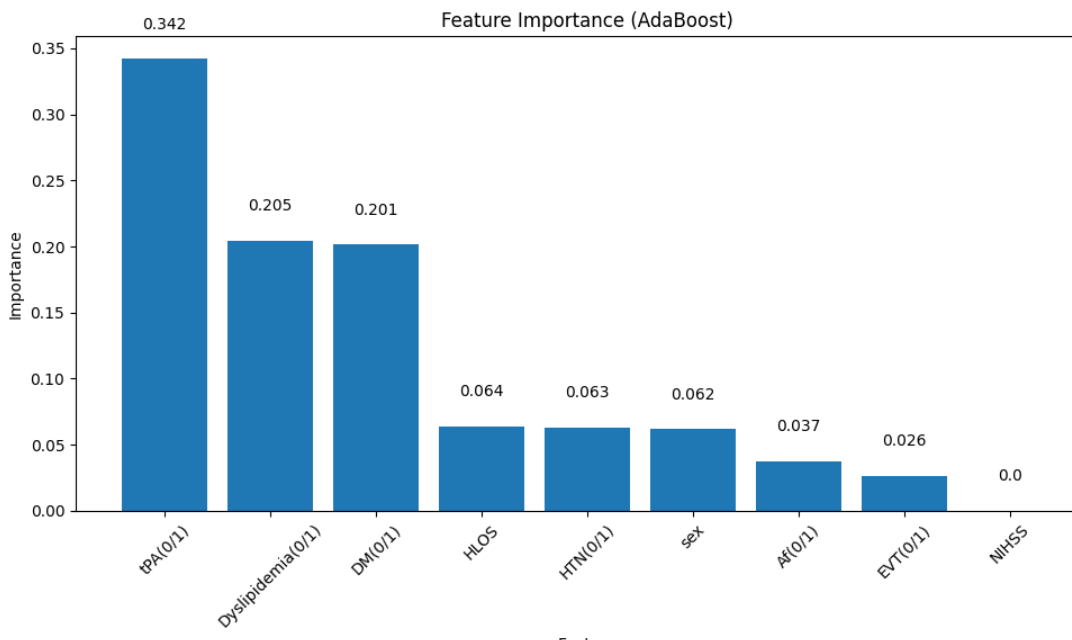 Feature Importance (AdaBoost)
0.342
0.205
0.201
0.064
0.063
0.062
0.037
0.026
0.0
0.35
0.30
0.25
0.20
0.15
0.10
0.05
0.00
Importance
tPA(0/1)
Dyslipidemia(0/1)
DM(0/1)
HLOS
HTN(0/1)
sex
Af(0/1)
EVT(0/1)
NIHSS